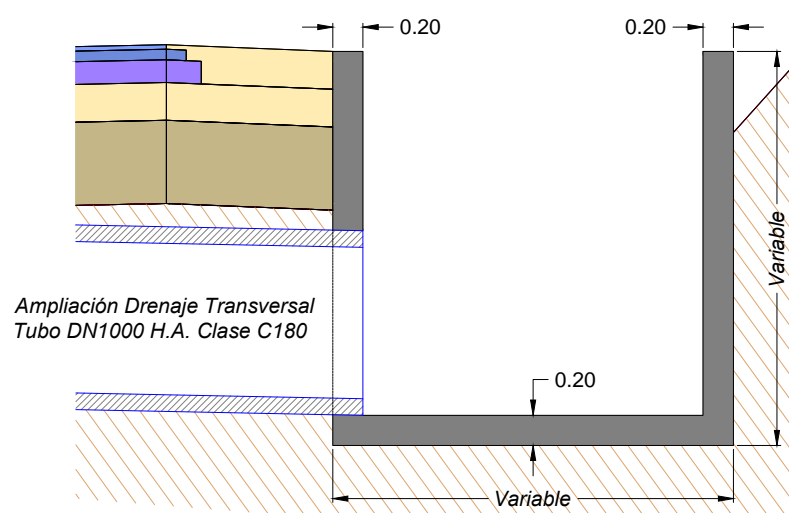 0.20
0.20
Variable
Ampliación Drenaje Transversal
Tubo DN1000 H.A. Clase C180
0.20
Variable